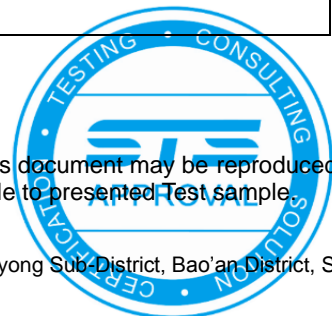 TESTING • CONSULTING • SOLUTION • CERTIFICATION •
STS
s document may be reproduced
le to presented Test sample.
APPROVAL
yong Sub-District, Bao'an District, S